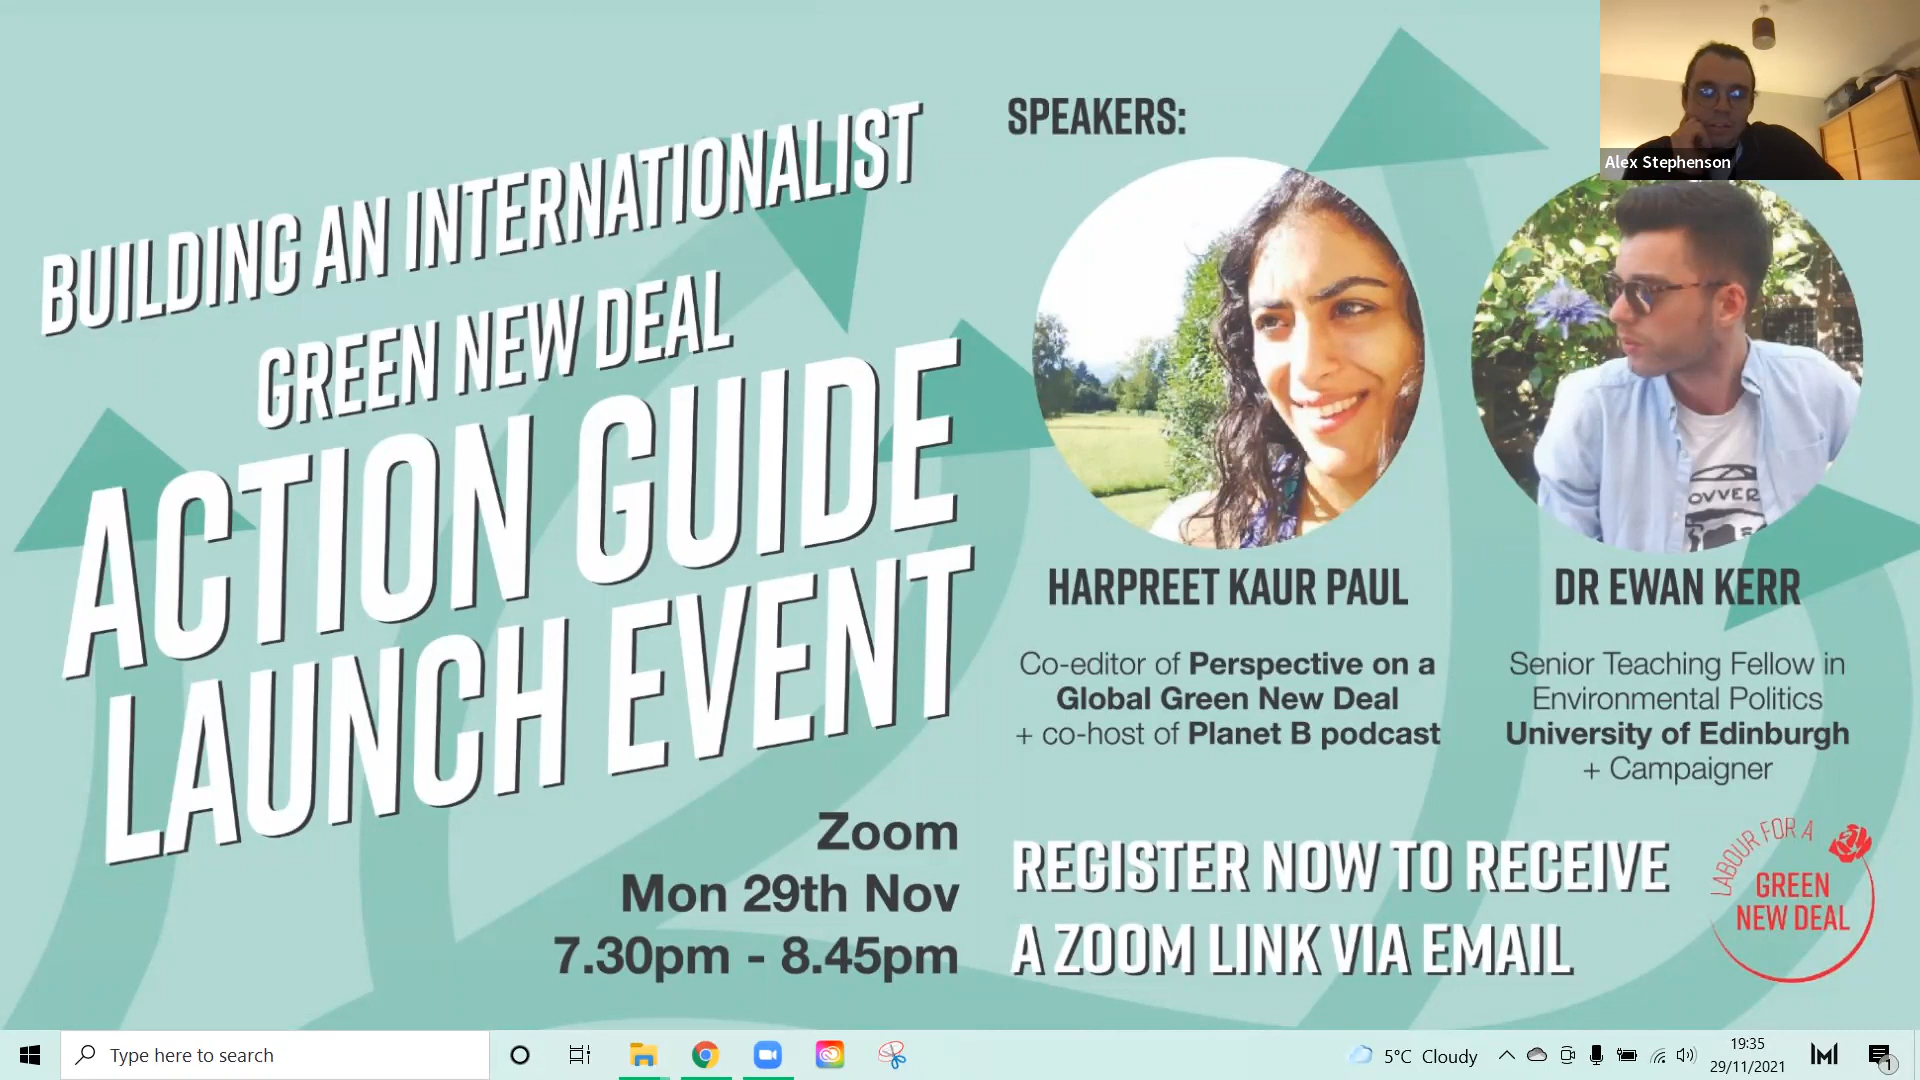 BUILDING AN INTERNATIONALIST
GREEN NEW DEAL
ACTION GUIDE
LAUNCH EVENT
Zoom
Mon 29th Nov
7.30pm - 8.45pm
SPEAKERS:
Alex Stephenson
OVVER
HARPREET KAUR PAUL
Co-editor of Perspective on a
Global Green New Deal
+ co-host of Planet B podcast
DR EWAN KERR
Senior Teaching Fellow in
Environmental Politics
University of Edinburgh
+ Campaigner
REGISTER NOW TO RECEIVE
A ZOOM LINK VIA EMAIL
LABOUR FOR A
GREEN
NEW DEAL
Type here to search
5°C Cloudy
19:35
29/11/2021
1